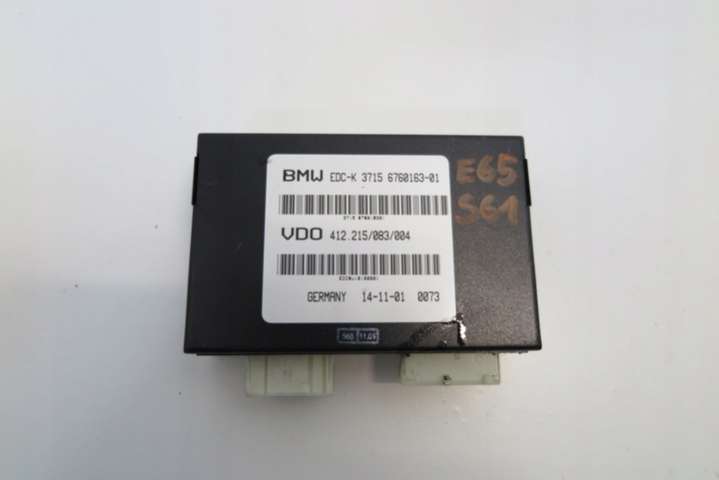 BMW EDC-K 3715 6760163-01
VDO 412.215/083/004
GERMANY 14-11-01 0073
E65
S61